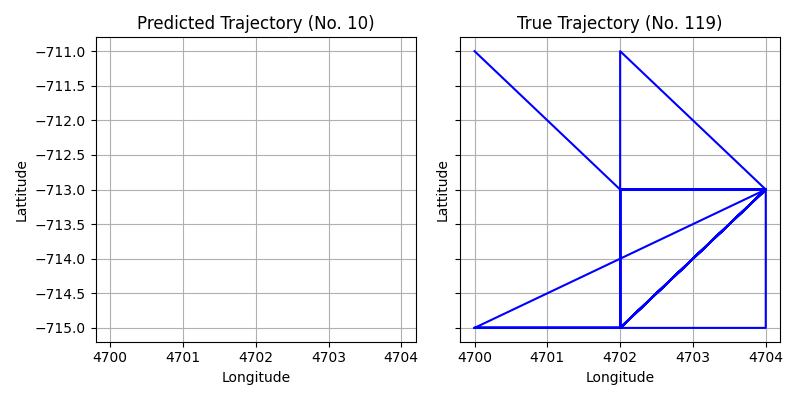 Predicted Trajectory (No. 10)
−711.0
−711.5
−712.0
−712.5
−713.0
−713.5
−714.0
−714.5
−715.0
Lattitude
4700 4701 4702 4703 4704
Longitude
True Trajectory (No. 119)
Lattitude
4700 4701 4702 4703 4704
Longitude